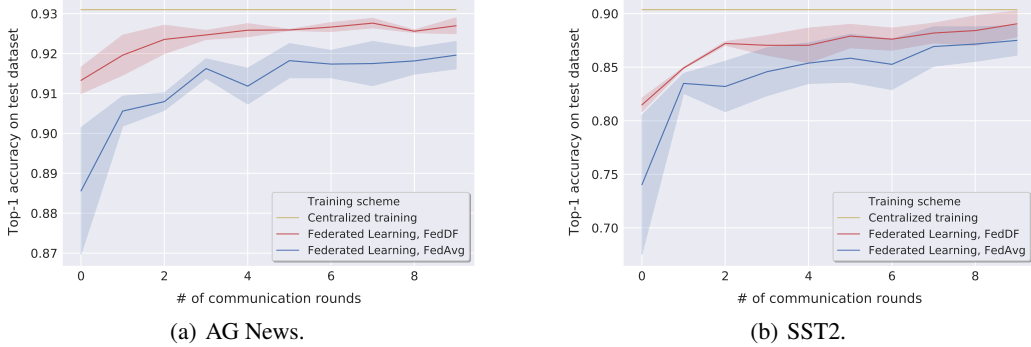 Top-1 accuracy on test dataset
0.93
0.92
0.91
0.90
0.89
0.88
0.87
Training scheme
Centralized training
Federated Learning, FedDF
Federated Learning, FedAvg
0 2 4 6 8
# of communication rounds
(a) AG News.
Top-1 accuracy on test dataset
0.90
0.85
0.80
0.75
0.70
Training scheme
Centralized training
Federated Learning, FedDF
Federated Learning, FedAvg
0 2 4 6 8
# of communication rounds
(b) SST2.